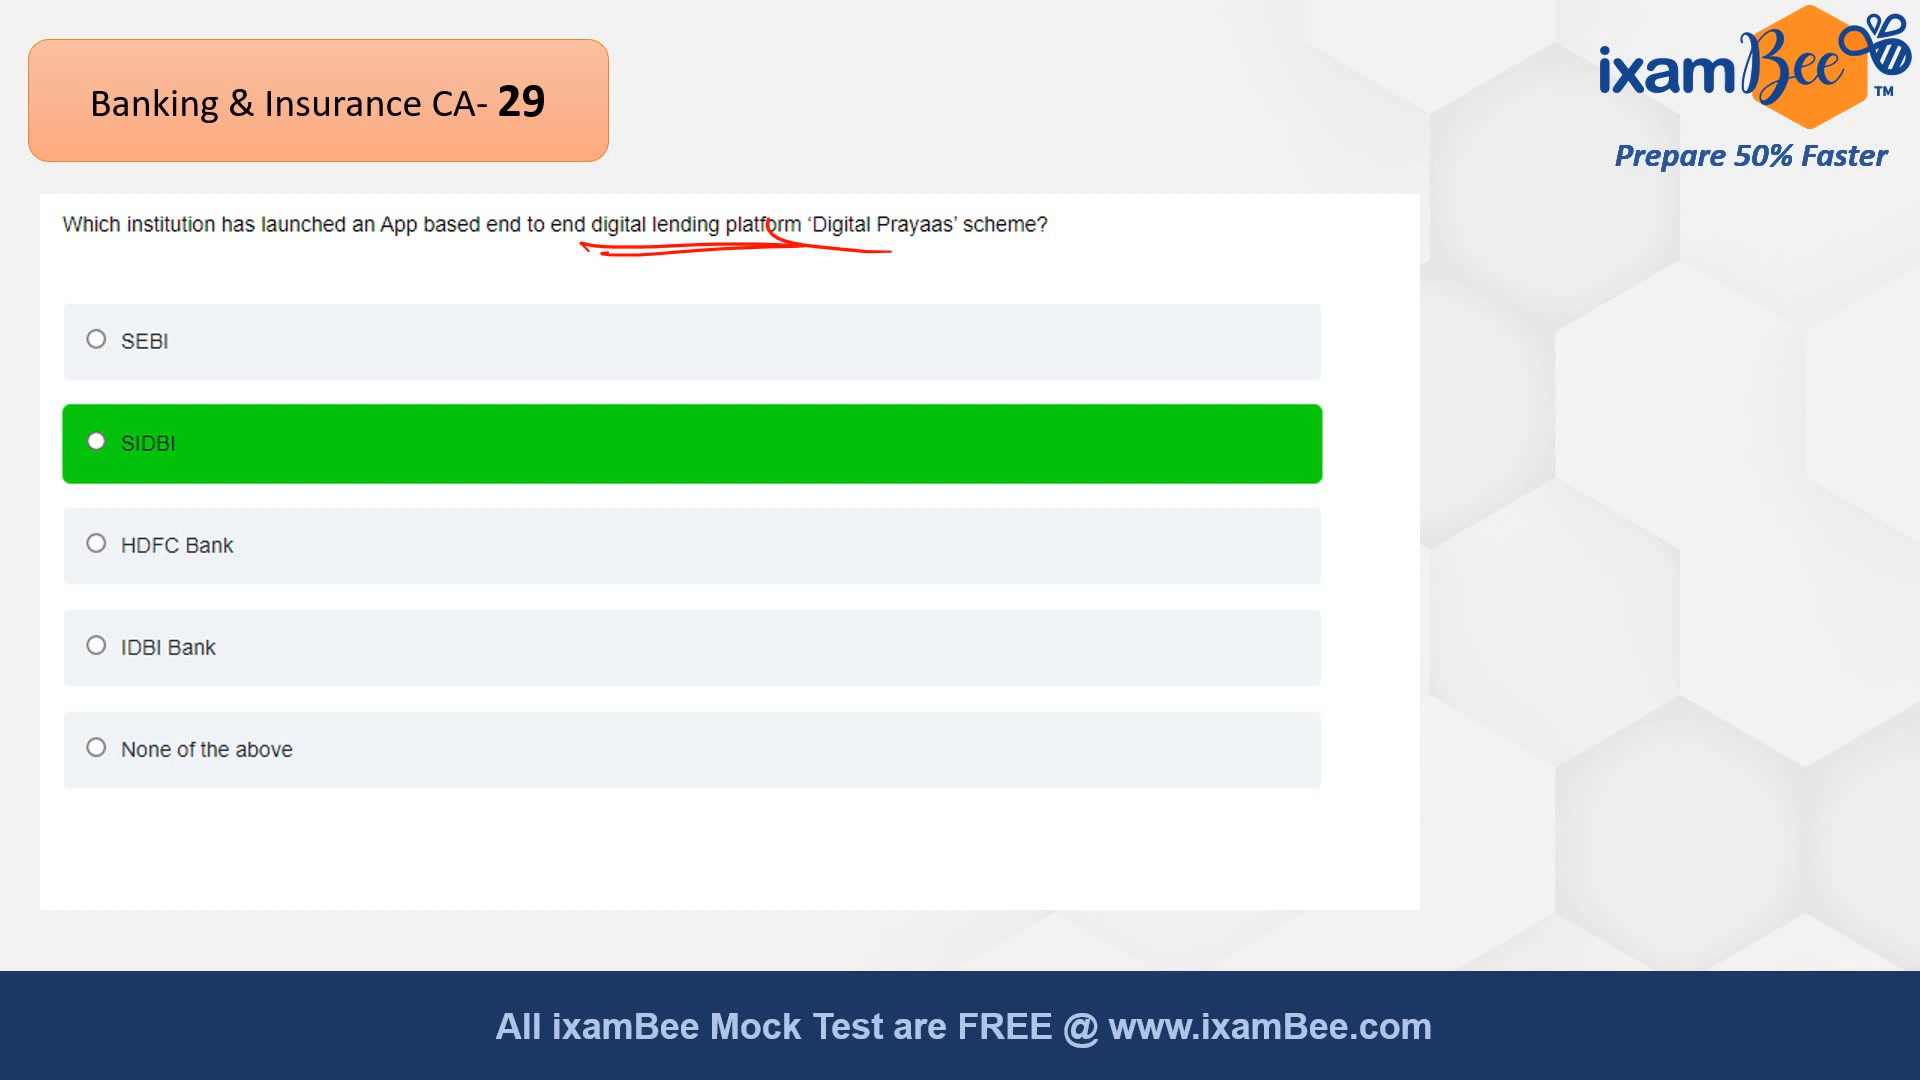 Banking & Insurance CA- 29
ixamBee TM
Prepare 50% Faster
Which institution has launched an App based end to end digital lending platform ‘Digital Prayaas’ scheme?
SEBI
SIDBI
HDFC Bank
IDBI Bank
None of the above
All ixamBee Mock Test are FREE @ www.ixamBee.com